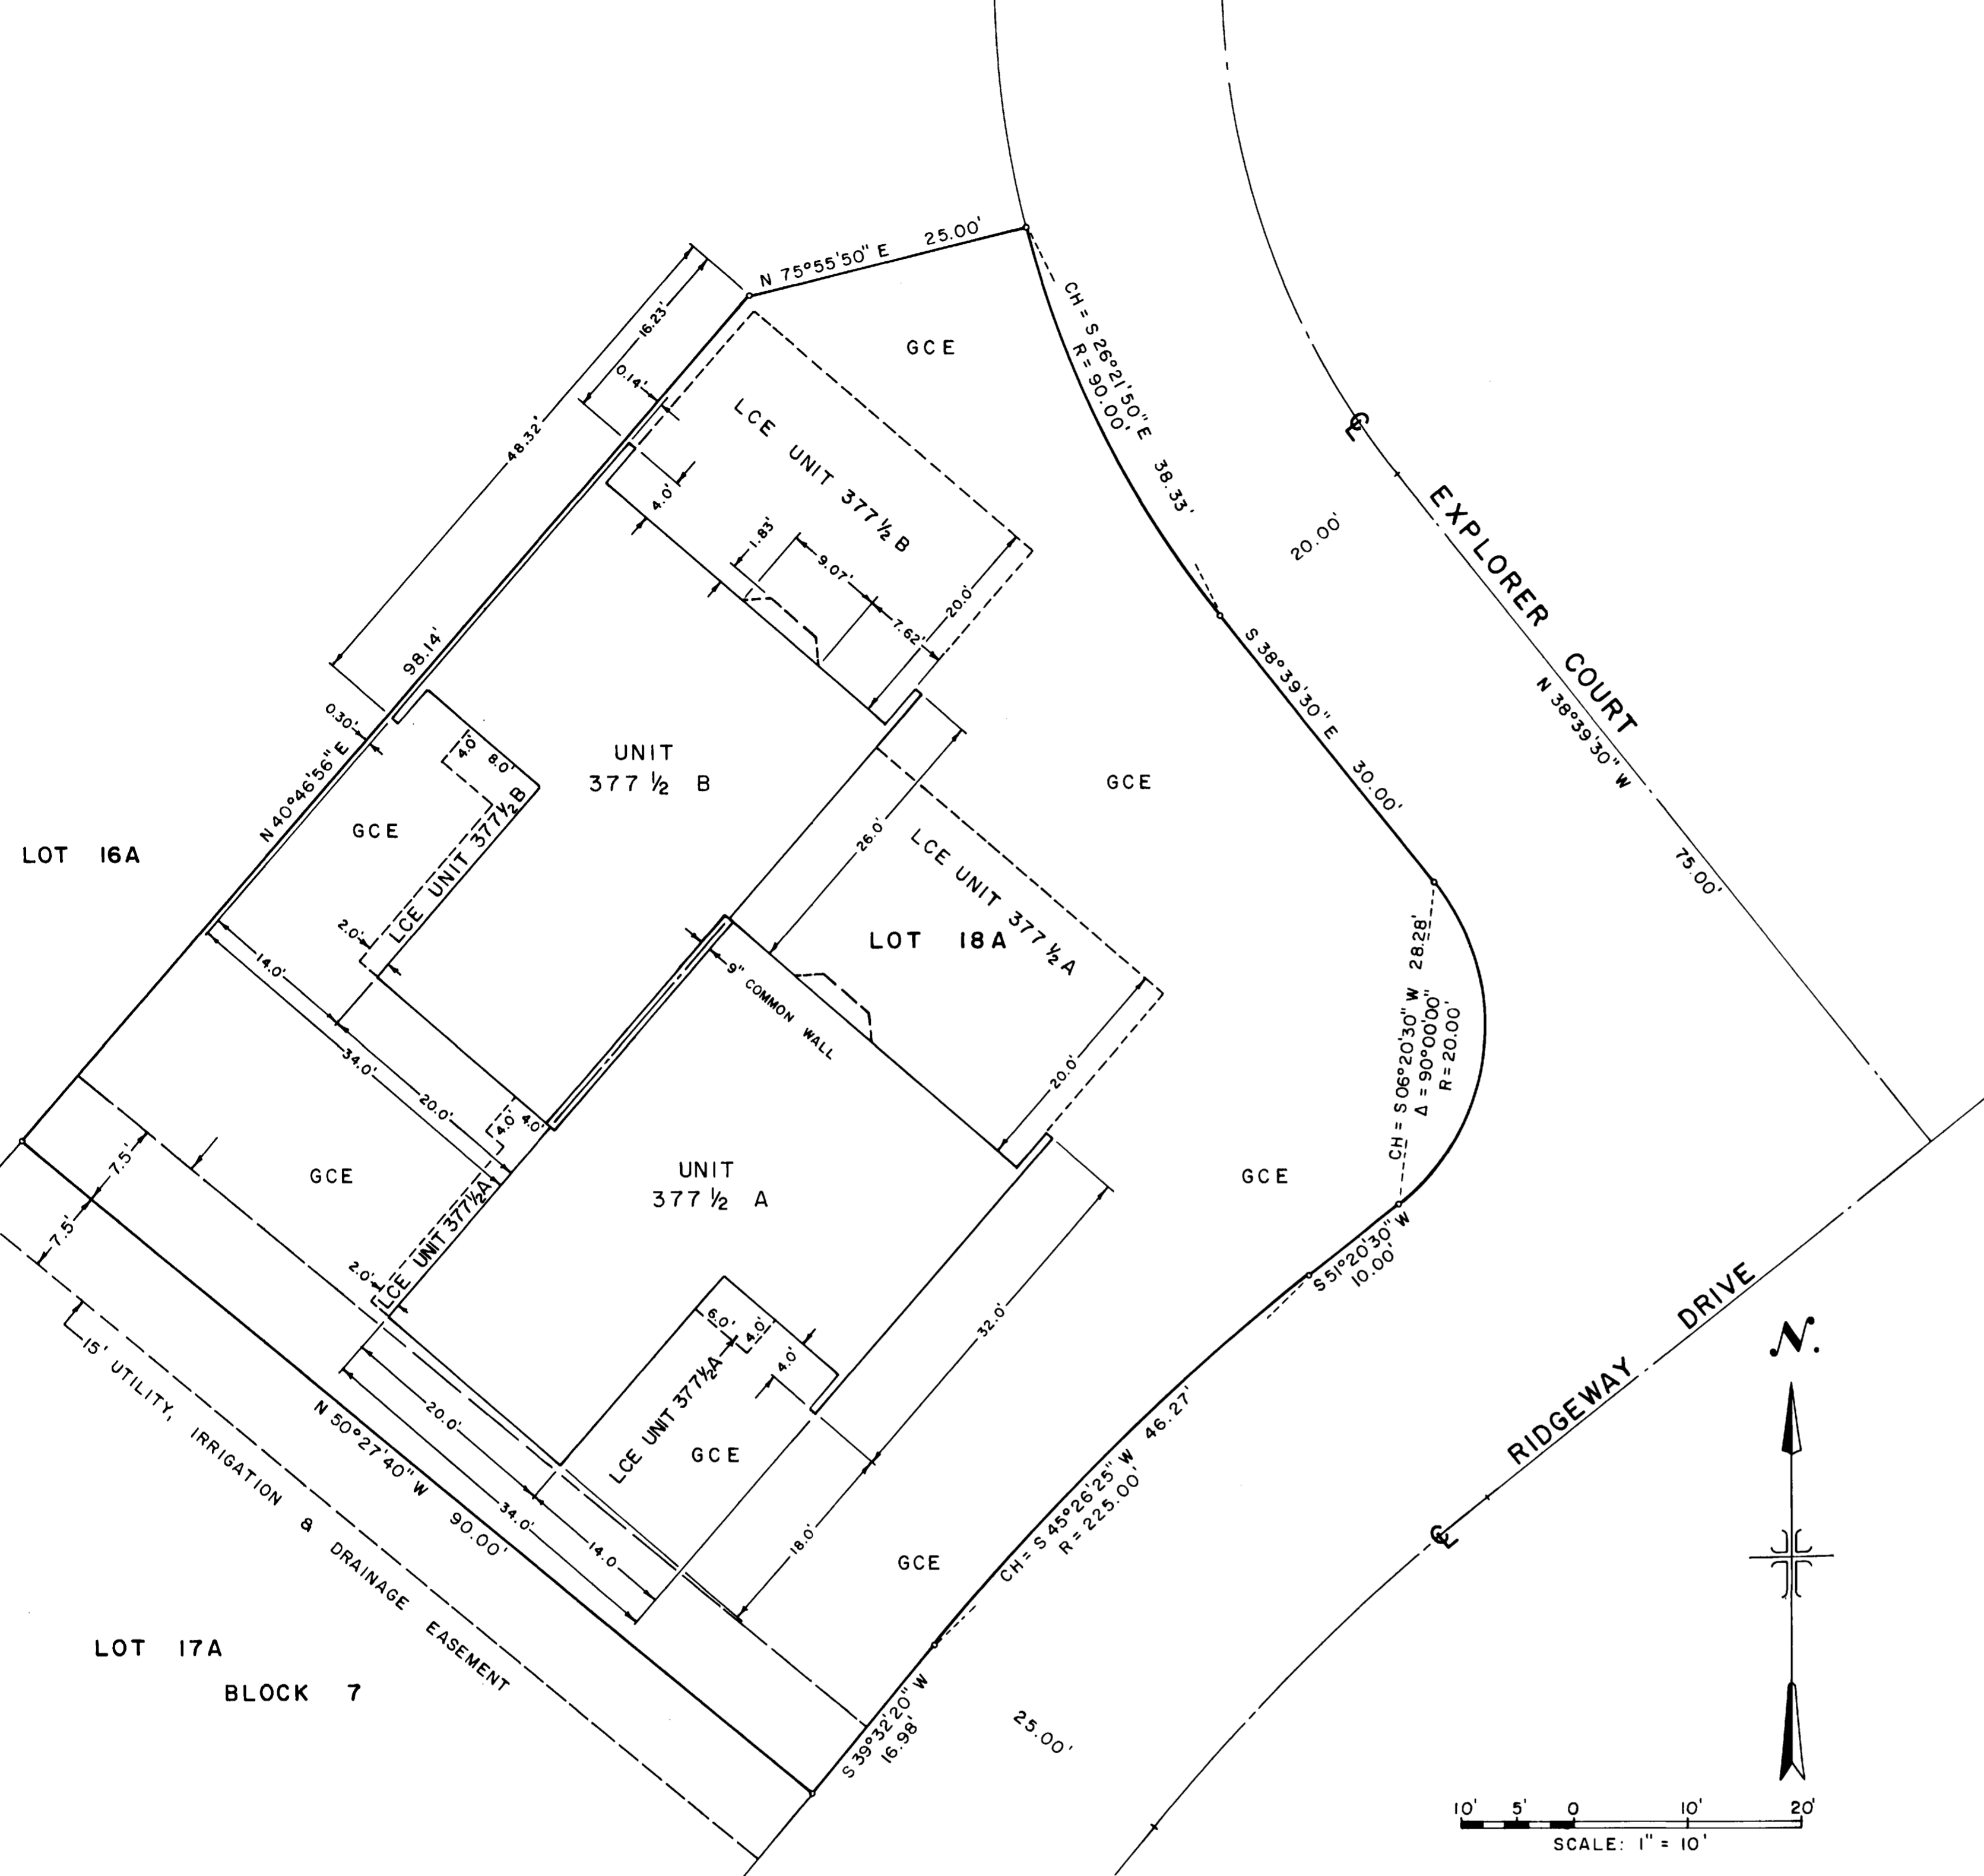 N 75°55'50" E 25.00'
16.23'
0.14'
48.32'
GCE
CH = S 26°21'50" E 38.33'
R = 90.00'
LCE UNIT 377½ B
4.0'
1.83'
9.07'
7.62'
20.0'
20.00'
℄
EXPLORER COURT
N 38°39'30" W
75.00'
S 38°39'30" E 30.00'
98.14'
0.30'
N 40°46'56" E
4.0'
8.0'
UNIT
377 ½ B
GCE
LOT 16A
GCE
LCE UNIT 377½ B
2.0'
26.0'
LCE UNIT 377½ A
LOT 18A
9" COMMON WALL
20.0'
CH = S 06°20'30" W 28.28'
Δ = 90°00'00"
R = 20.00'
14.0'
34.0'
20.0'
4.0'
4.0'
7.5'
7.5'
GCE
UNIT
377 ½ A
GCE
LCE UNIT 377½ A
2.0'
S 51°20'30" W
10.00'
6.0'
4.0'
4.0'
32.0'
LCE UNIT 377½ A
GCE
15' UTILITY, IRRIGATION & DRAINAGE EASEMENT
N 50°27'40" W 90.00'
20.0'
34.0'
14.0
18.0'
GCE
CH = S 45°26'25" W 46.27'
R = 225.00'
RIDGEWAY DRIVE
℄
N.
LOT 17A
BLOCK 7
S 39°32'20" W
16.98'
25.00'
10' 5' 0 10' 20'
SCALE: 1" = 10'